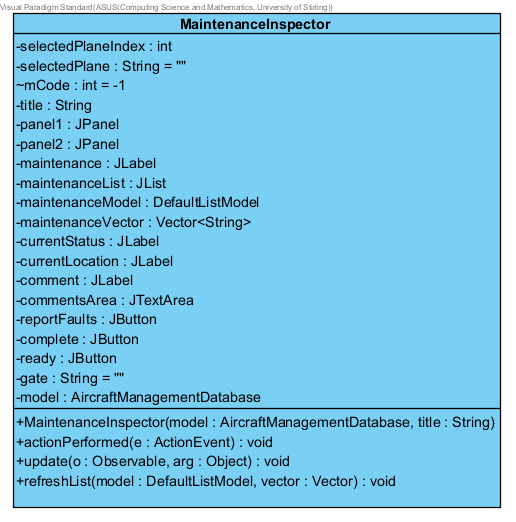 Visual Paradigm Standard(ASUS(Computing Science and Mathematics, University of Stirling))
MaintenanceInspector
-selectedPlaneIndex : int
-selectedPlane : String = ""
~mCode : int = -1
-title : String
-panel1 : JPanel
-panel2 : JPanel
-maintenance : JLabel
-maintenanceList : JList
-maintenanceModel : DefaultListModel
-maintenanceVector : Vector<String>
-currentStatus : JLabel
-currentLocation : JLabel
-comment : JLabel
-commentsArea : JTextArea
-reportFaults : JButton
-complete : JButton
-ready : JButton
-gate : String = ""
-model : AircraftManagementDatabase
+MaintenanceInspector(model : AircraftManagementDatabase, title : String)
+actionPerformed(e : ActionEvent) : void
+update(o : Observable, arg : Object) : void
+refreshList(model : DefaultListModel, vector : Vector) : void